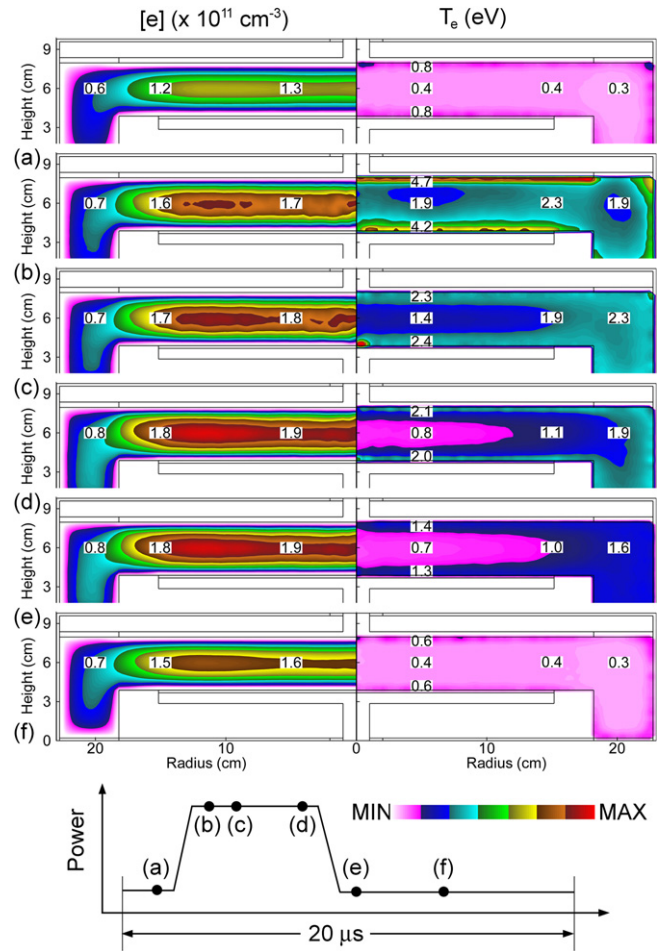 [e] (x 10¹¹ cm⁻³) Tₑ (eV)
9 6 3 Height (cm) 0.6 1.2 1.3 0.8 0.4 0.8 0.4 0.3
(a)
9 6 3 Height (cm) 0.7 1.6 1.7 4.7 1.9 4.2 2.3 1.9
(b)
9 6 3 Height (cm) 0.7 1.7 1.8 2.3 1.4 2.4 1.9 2.3
(c)
9 6 3 Height (cm) 0.8 1.8 1.9 2.1 0.8 2.0 1.1 1.9
(d)
9 6 3 Height (cm) 0.8 1.8 1.9 1.4 0.7 1.3 1.0 1.6
(e)
9 6 3 0 Height (cm) 0.7 1.5 1.6 0.6 0.4 0.6 0.4 0.3
(f)
20 10 0 10 20
Radius (cm) Radius (cm)
Power
MIN MAX
(a) (b) (c) (d) (e) (f)
20 μs